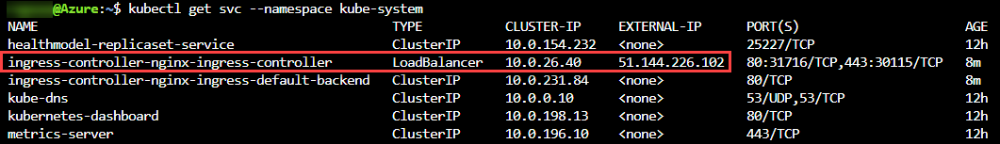 @Azure:~$ kubectl get svc --namespace kube-system
NAME TYPE CLUSTER-IP EXTERNAL-IP PORT(S) AGE
healthmodel-replicaset-service ClusterIP 10.0.154.232 <none> 25227/TCP 12h
ingress-controller-nginx-ingress-controller LoadBalancer 10.0.26.40 51.144.226.102 80:31716/TCP,443:30115/TCP 8m
ingress-controller-nginx-ingress-default-backend ClusterIP 10.0.231.84 <none> 80/TCP 8m
kube-dns ClusterIP 10.0.0.10 <none> 53/UDP,53/TCP 12h
kubernetes-dashboard ClusterIP 10.0.198.13 <none> 80/TCP 12h
metrics-server ClusterIP 10.0.196.10 <none> 443/TCP 12h